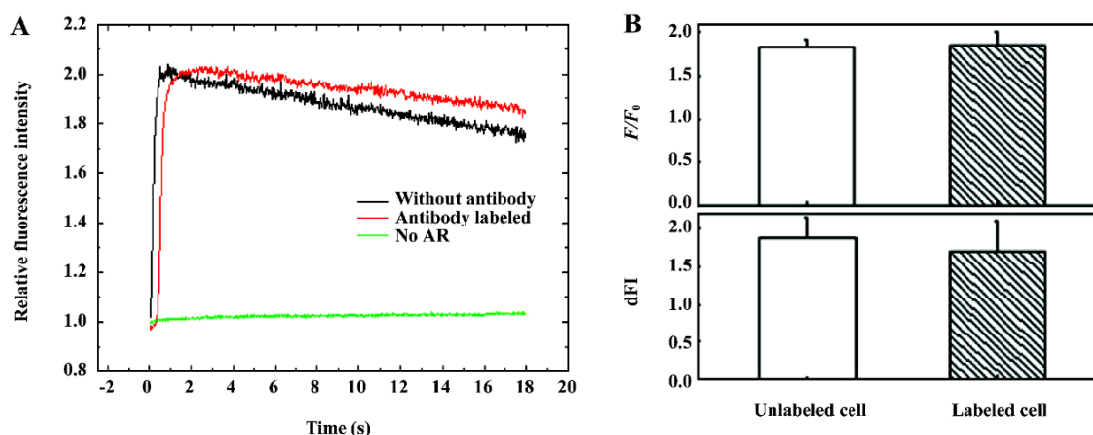 A
Relative fluorescence intensity
2.2
2.0
1.8
1.6
1.4
1.2
1.0
0.8
Without antibody
Antibody labeled
No AR
-2 0 2 4 6 8 10 12 14 16 18 20
Time (s)
B
F/F₀
2.0
1.5
1.0
0.5
0.0
dFI
2.0
1.5
1.0
0.0
Unlabeled cell Labeled cell